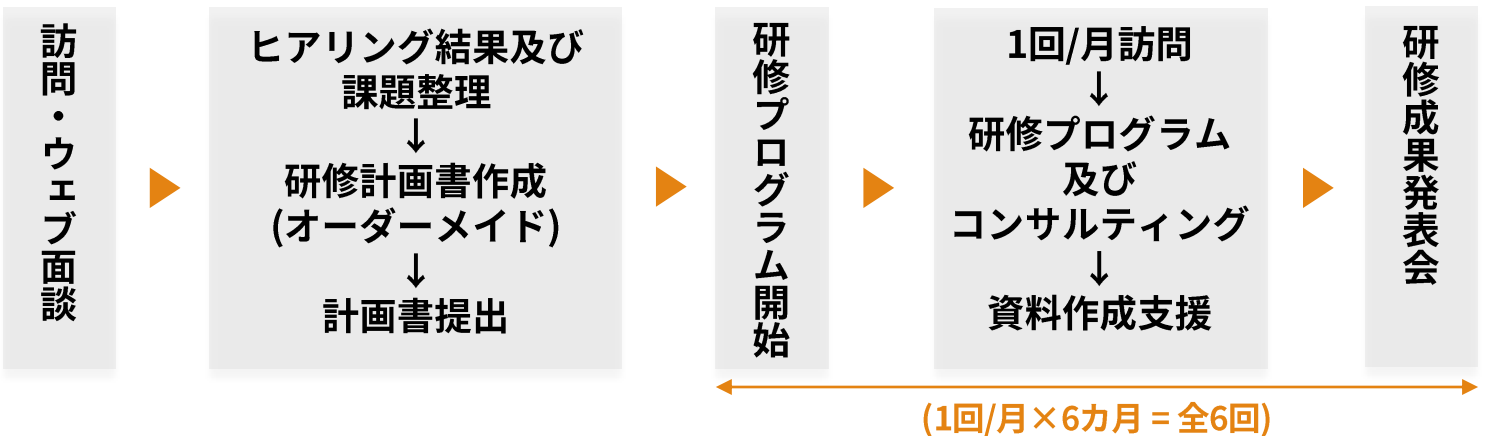 訪問・ウェブ面談
ヒアリング結果及び
課題整理
↓
研修計画書作成
(オーダーメイド)
↓
計画書提出
研修プログラム開始
1回/月訪問
↓
研修プログラム
及び
コンサルティング
↓
資料作成支援
研修成果発表会
(1回/月×6カ月 = 全6回)